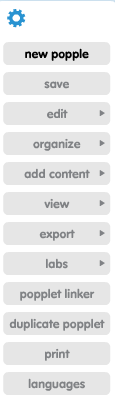 new popple
save
edit
organize
add content
view
export
labs
popplet linker
duplicate popplet
print
languages